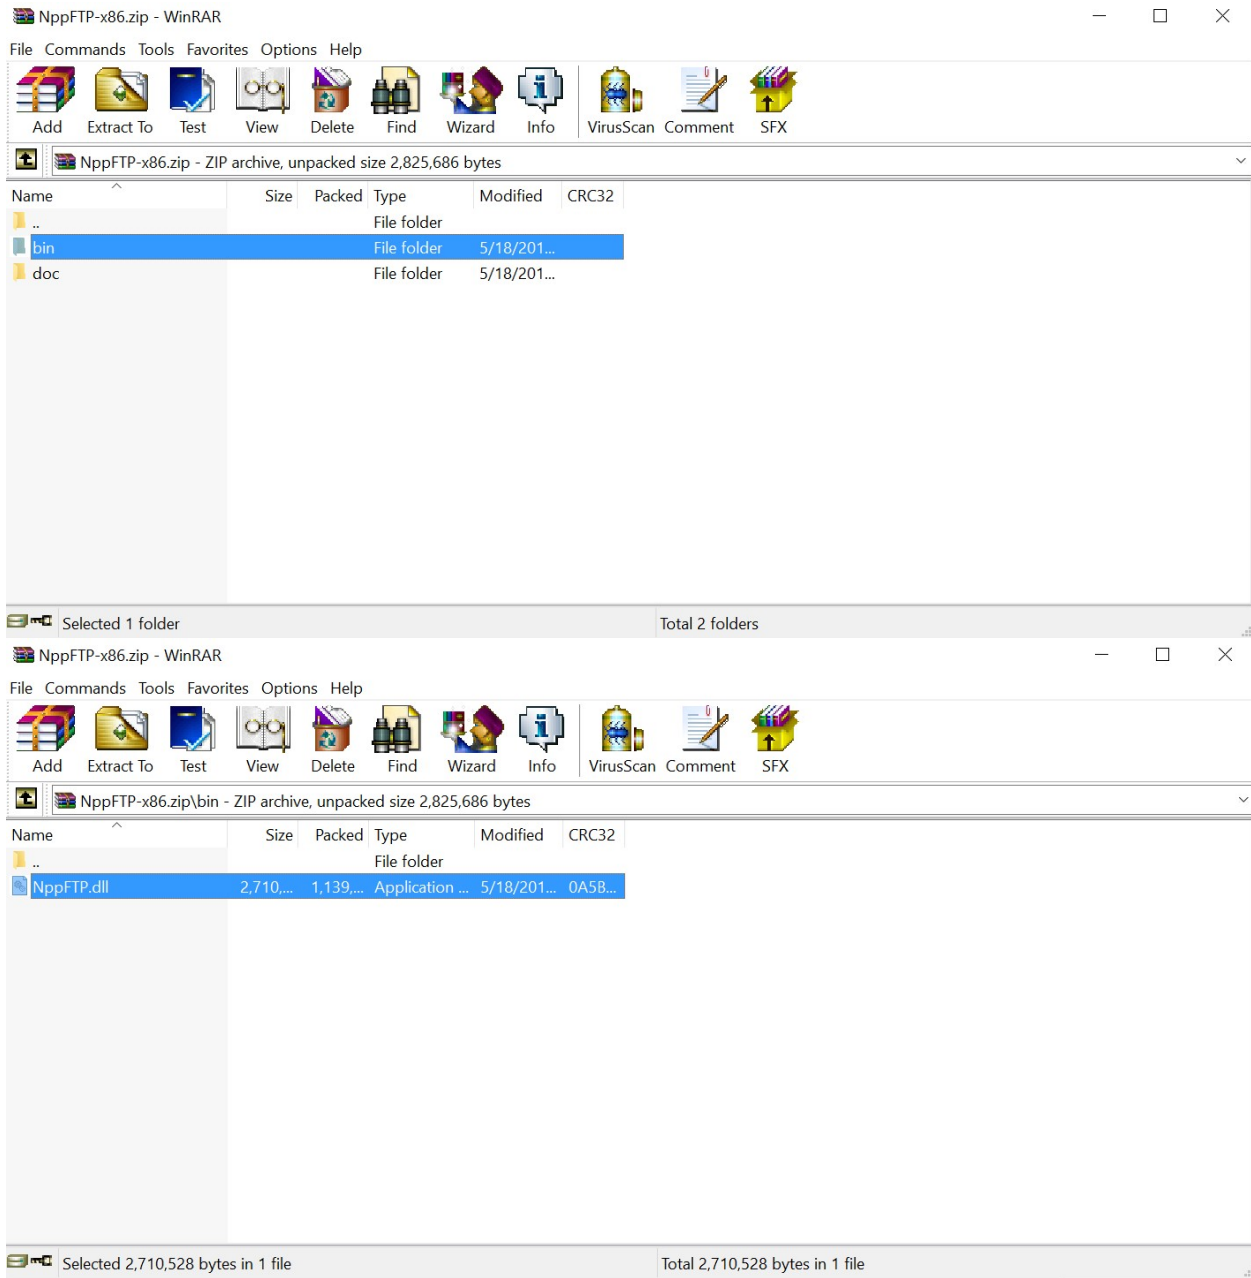 NppFTP-x86.zip - WinRAR
File Commands Tools Favorites Options Help
Add Extract To Test View Delete Find Wizard Info VirusScan Comment SFX
NppFTP-x86.zip - ZIP archive, unpacked size 2,825,686 bytes
Name Size Packed Type Modified CRC32
.. File folder
bin File folder 5/18/201...
doc File folder 5/18/201...
Selected 1 folder Total 2 folders
NppFTP-x86.zip - WinRAR
File Commands Tools Favorites Options Help
Add Extract To Test View Delete Find Wizard Info VirusScan Comment SFX
NppFTP-x86.zip\bin - ZIP archive, unpacked size 2,825,686 bytes
Name Size Packed Type Modified CRC32
.. File folder
NppFTP.dll 2,710,... 1,139,... Application ... 5/18/201... 0A5B...
Selected 2,710,528 bytes in 1 file Total 2,710,528 bytes in 1 file